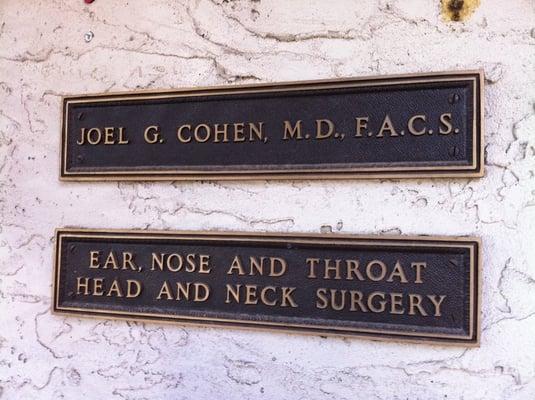 JOEL G. COHEN, M.D., F.A.C.S.
EAR, NOSE AND THROAT
HEAD AND NECK SURGERY